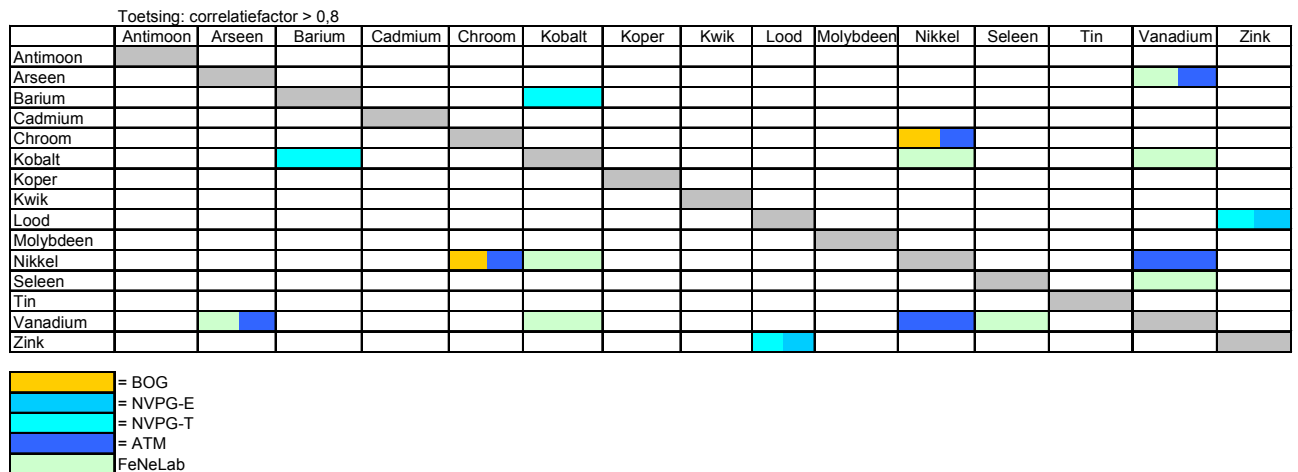 Toetsing: correlatiefactor > 0,8
Antimoon Arseen Barium Cadmium Chroom Kobalt Koper Kwik Lood Molybdeen Nikkel Seleen Tin Vanadium Zink
Antimoon
Arseen
Barium
Cadmium
Chroom
Kobalt
Koper
Kwik
Lood
Molybdeen
Nikkel
Seleen
Tin
Vanadium
Zink
= BOG
= NVPG-E
= NVPG-T
= ATM
FeNeLab